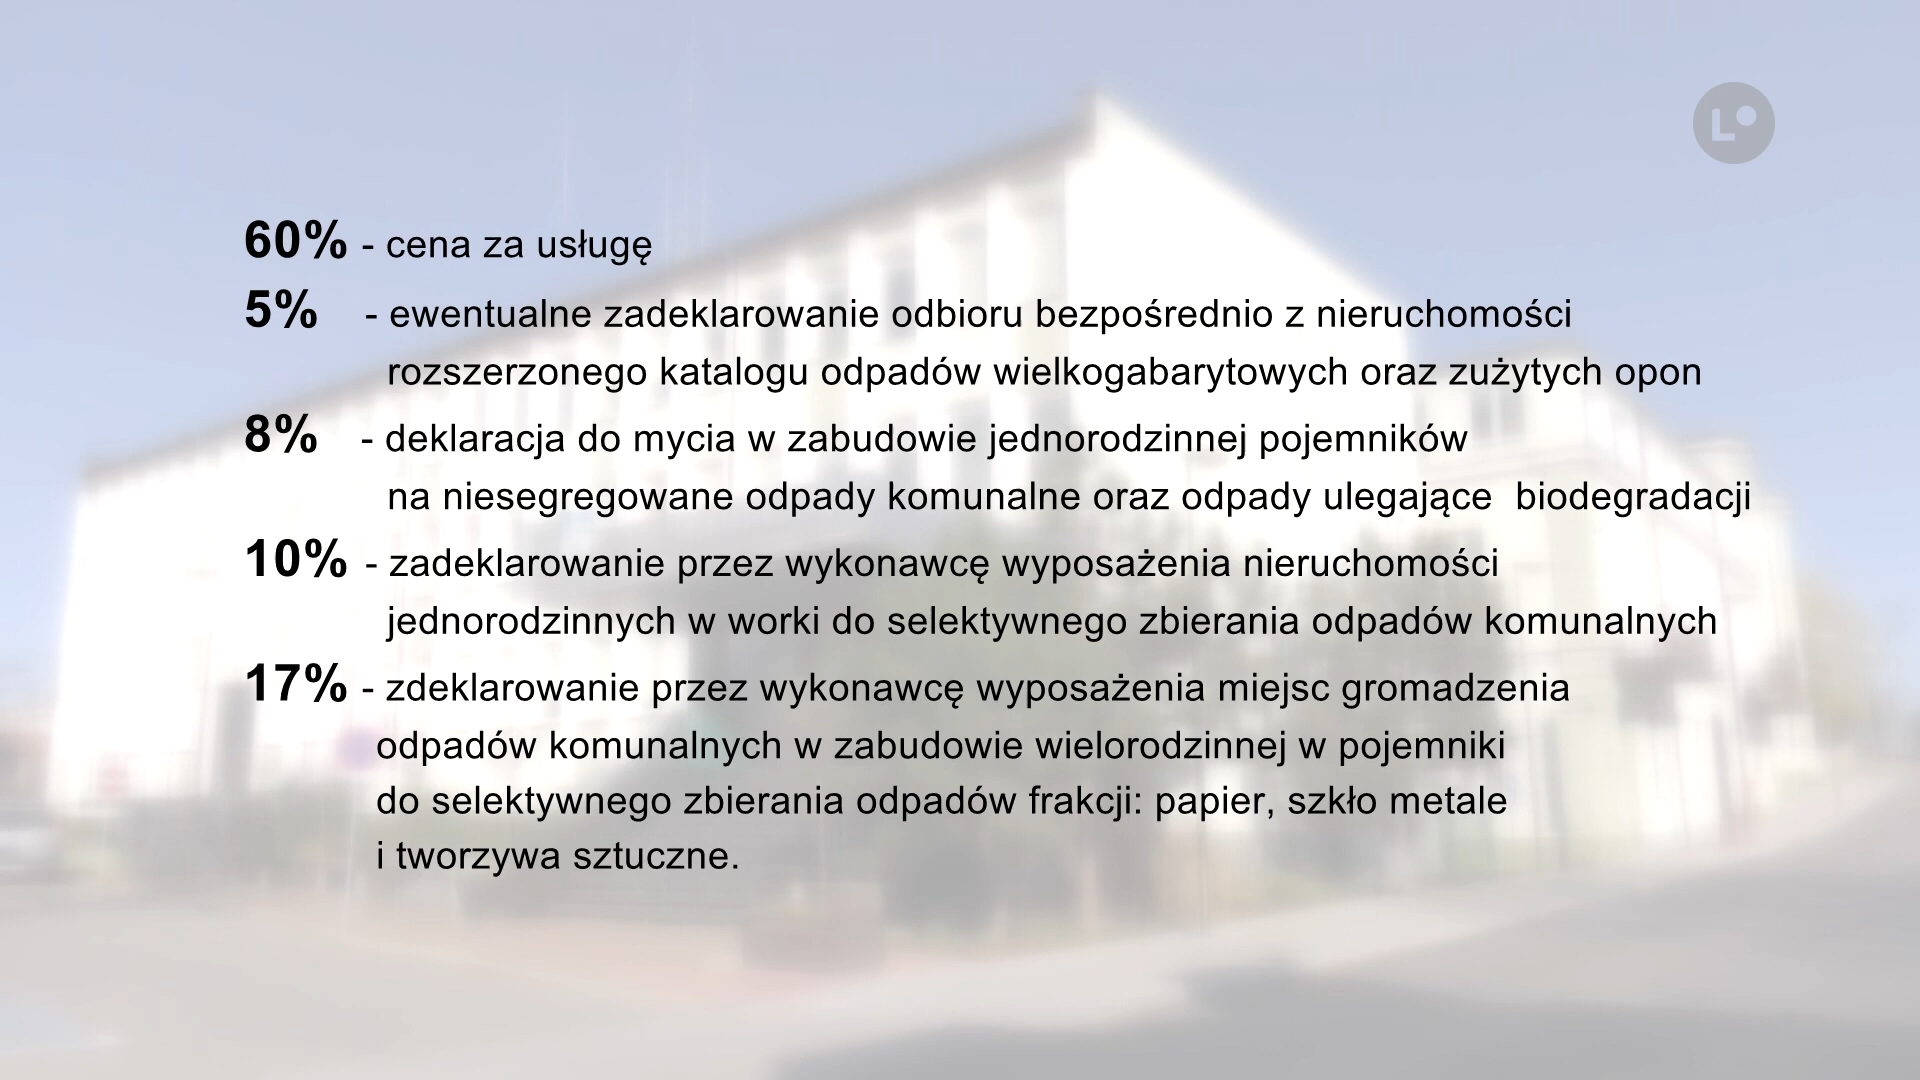 60% - cena za usługę
5% - ewentualne zadeklarowanie odbioru bezpośrednio z nieruchomości
rozszerzonego katalogu odpadów wielkogabarytowych oraz zużytych opon
8% - deklaracja do mycia w zabudowie jednorodzinnej pojemników
na niesegregowane odpady komunalne oraz odpady ulegające  biodegradacji
10% - zadeklarowanie przez wykonawcę wyposażenia nieruchomości
jednorodzinnych w worki do selektywnego zbierania odpadów komunalnych
17% - zdeklarowanie przez wykonawcę wyposażenia miejsc gromadzenia
odpadów komunalnych w zabudowie wielorodzinnej w pojemniki
do selektywnego zbierania odpadów frakcji: papier, szkło metale
i tworzywa sztuczne.